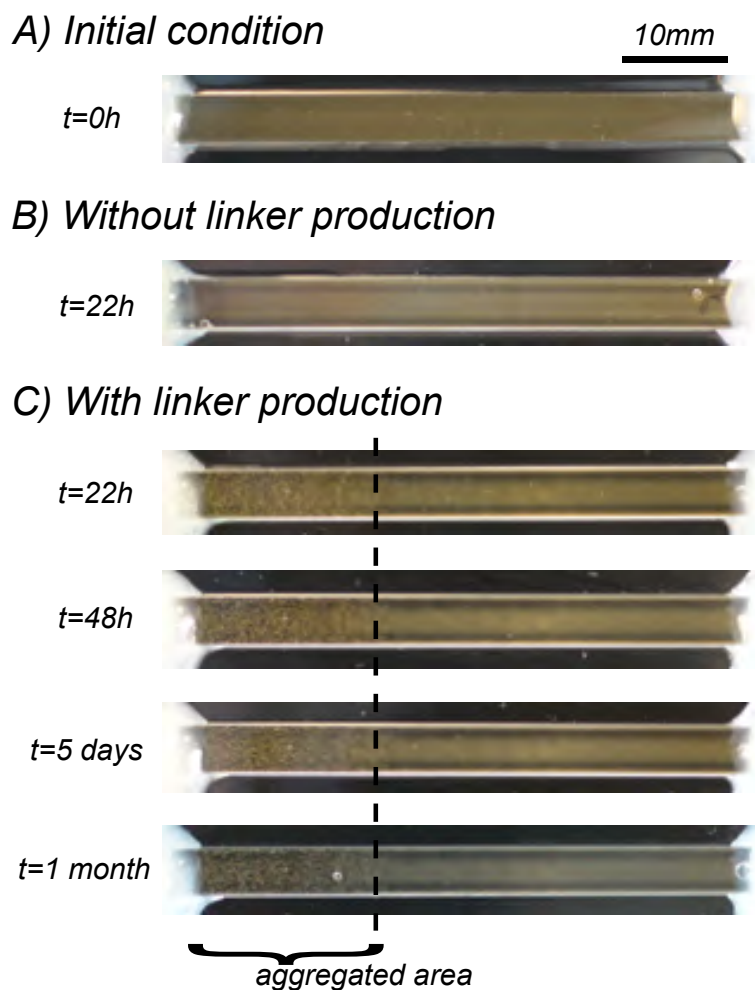 A) Initial condition
10mm
t=0h
B) Without linker production
t=22h
C) With linker production
t=22h
t=48h
t=5 days
t=1 month
aggregated area